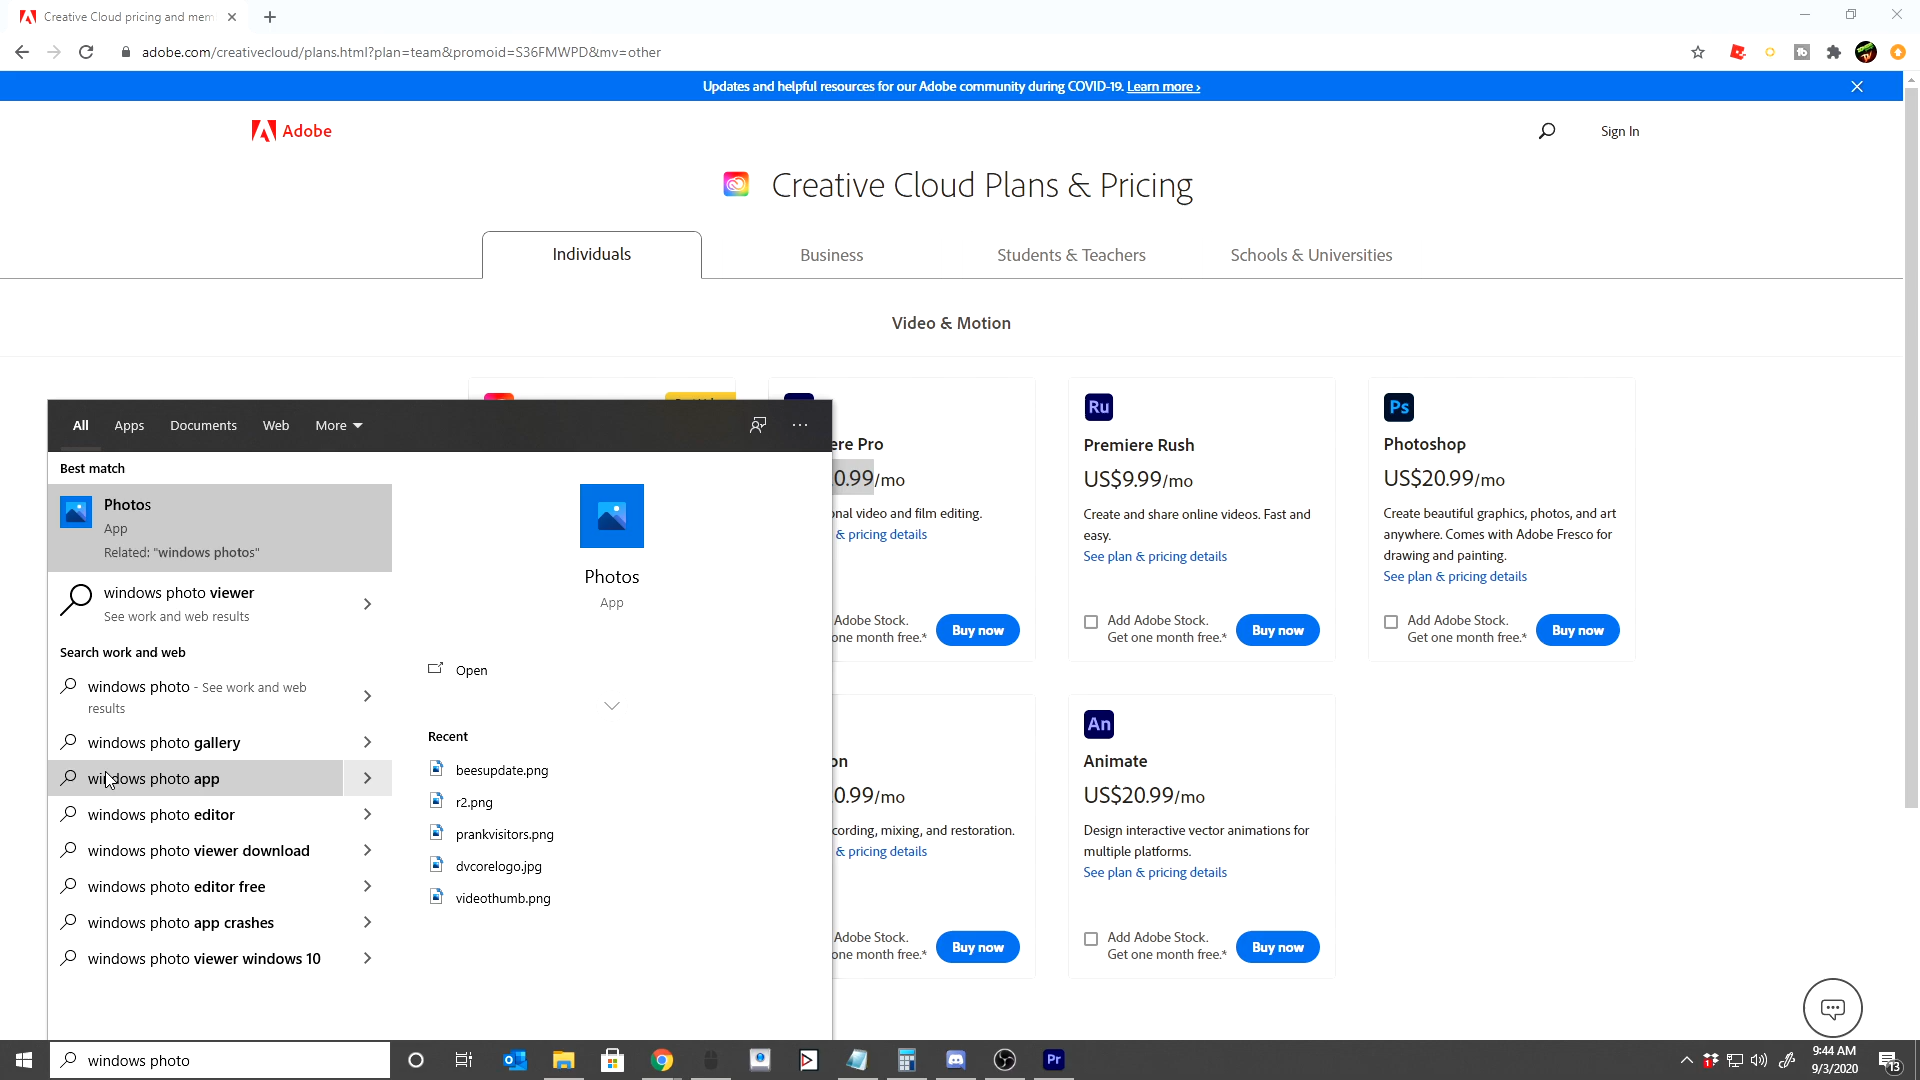 Creative Cloud pricing and mem
adobe.com/creativecloud/plans.html?plan=team&promoid=S36FMWPD&mv=other
Updates and helpful resources for our Adobe community during COVID-19. Learn more ›
Adobe
Sign In
Creative Cloud Plans & Pricing
Individuals
Business
Students & Teachers
Schools & Universities
Video & Motion
ere Pro
0.99/mo
onal video and film editing.
& pricing details
Adobe Stock.
one month free.*
Buy now
Ru
Premiere Rush
US$9.99/mo
Create and share online videos. Fast and
easy.
See plan & pricing details
Add Adobe Stock.
Get one month free.*
Buy now
Ps
Photoshop
US$20.99/mo
Create beautiful graphics, photos, and art
anywhere. Comes with Adobe Fresco for
drawing and painting.
See plan & pricing details
Add Adobe Stock.
Get one month free.*
Buy now
on
0.99/mo
cording, mixing, and restoration.
& pricing details
Adobe Stock.
one month free.*
Buy now
An
Animate
US$20.99/mo
Design interactive vector animations for
multiple platforms.
See plan & pricing details
Add Adobe Stock.
Get one month free.*
Buy now
All
Apps
Documents
Web
More
Best match
Photos
App
Related: "windows photos"
windows photo viewer
See work and web results
Search work and web
windows photo - See work and web
results
windows photo gallery
windows photo app
windows photo editor
windows photo viewer download
windows photo editor free
windows photo app crashes
windows photo viewer windows 10
Photos
App
Open
Recent
beesupdate.png
r2.png
prankvisitors.png
dvcorelogo.jpg
videothumb.png
windows photo
Pr
9:44 AM
9/3/2020
13